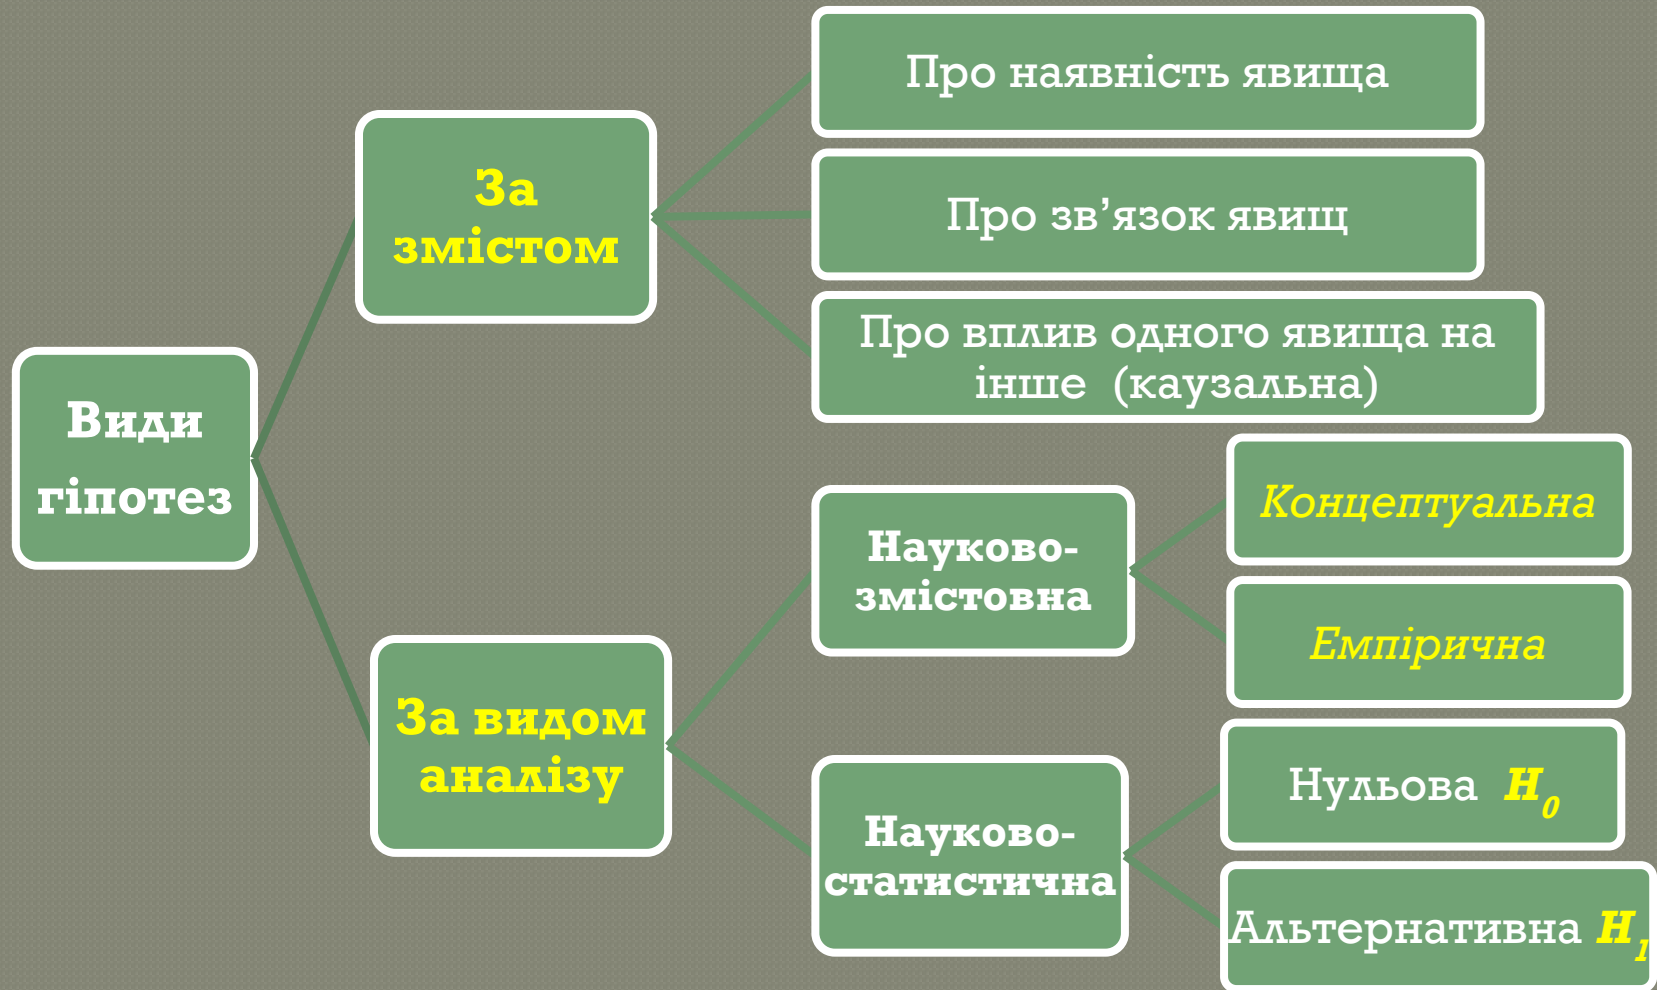 Види
гіпотез
За
змістом
Про наявність явища
Про зв’язок явищ
Про вплив одного явища на
інше (каузальна)
За видом
аналізу
Науково-
змістовна
Концептуальна
Емпірична
Науково-
статистична
Нульова H₀
Альтернативна H₁